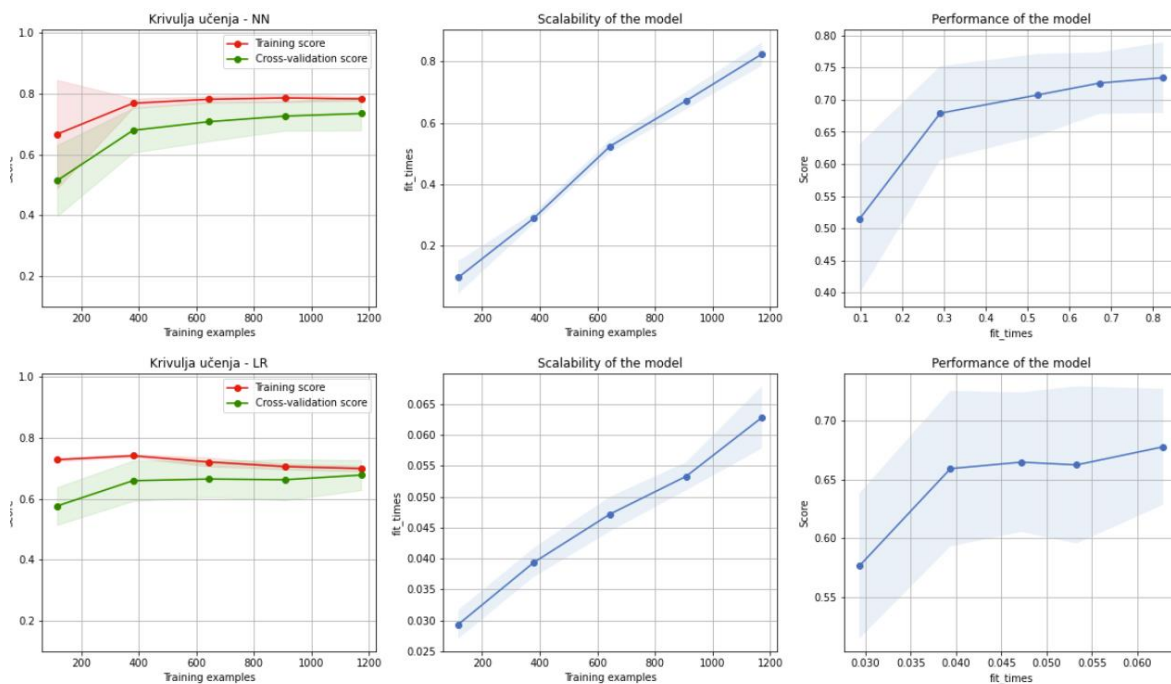 Krivulja učenja - NN
Training score
Cross-validation score
1.0
0.8
0.6
0.4
0.2
200 400 600 800 1000 1200
Training examples
Scalability of the model
fit_times
0.8
0.6
0.4
0.2
200 400 600 800 1000 1200
Training examples
Performance of the model
Score
0.80
0.75
0.70
0.65
0.60
0.55
0.50
0.45
0.40
0.1 0.2 0.3 0.4 0.5 0.6 0.7 0.8
fit_times
Krivulja učenja - LR
Training score
Cross-validation score
1.0
0.8
0.6
0.4
0.2
200 400 600 800 1000 1200
Training examples
Scalability of the model
fit_times
0.065
0.060
0.055
0.050
0.045
0.040
0.035
0.030
0.025
200 400 600 800 1000 1200
Training examples
Performance of the model
Score
0.70
0.65
0.60
0.55
0.030 0.035 0.040 0.045 0.050 0.055 0.060
fit_times